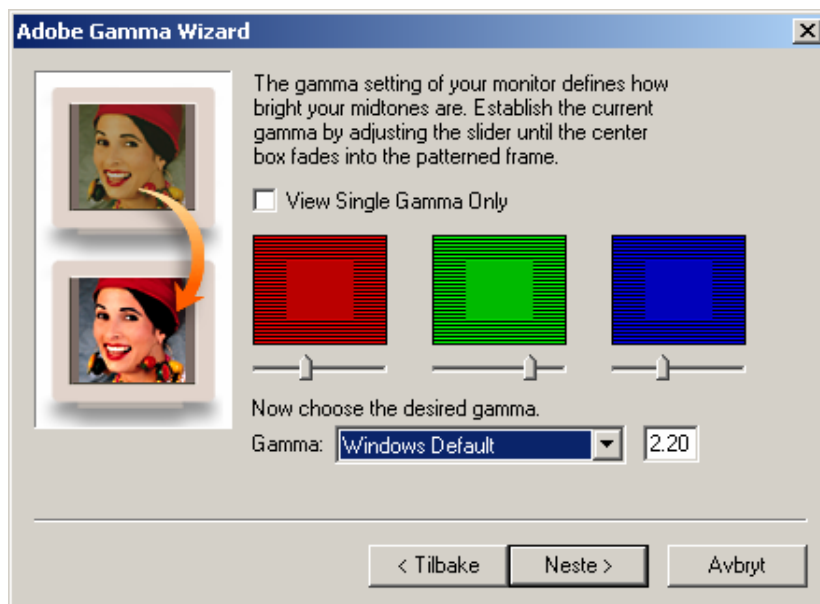 Adobe Gamma Wizard
The gamma setting of your monitor defines how
bright your midtones are. Establish the current
gamma by adjusting the slider until the center
box fades into the patterned frame.
View Single Gamma Only
Now choose the desired gamma.
Gamma: Windows Default 2.20
< Tilbake Neste > Avbryt